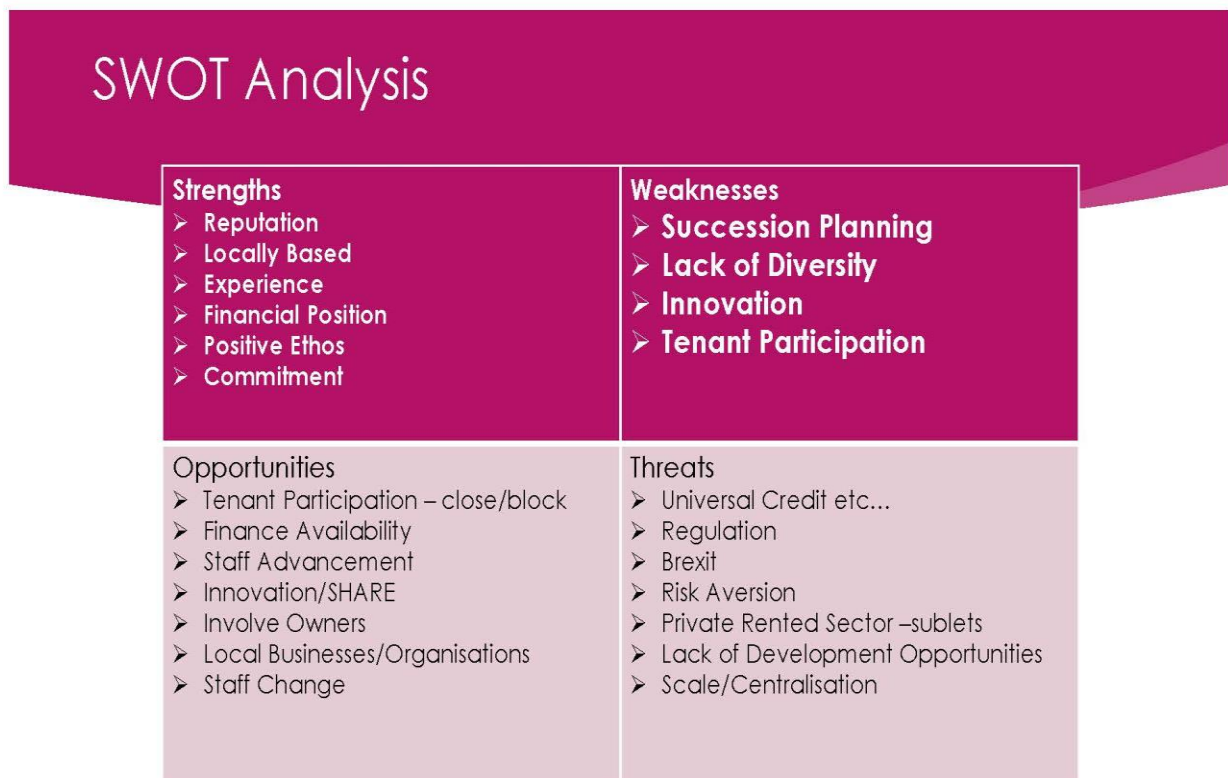 SWOT Analysis
Strengths
➢ Reputation
➢ Locally Based
➢ Experience
➢ Financial Position
➢ Positive Ethos
➢ Commitment
Weaknesses
➢ Succession Planning
➢ Lack of Diversity
➢ Innovation
➢ Tenant Participation
Opportunities
➢ Tenant Participation – close/block
➢ Finance Availability
➢ Staff Advancement
➢ Innovation/SHARE
➢ Involve Owners
➢ Local Businesses/Organisations
➢ Staff Change
Threats
➢ Universal Credit etc...
➢ Regulation
➢ Brexit
➢ Risk Aversion
➢ Private Rented Sector –sublets
➢ Lack of Development Opportunities
➢ Scale/Centralisation